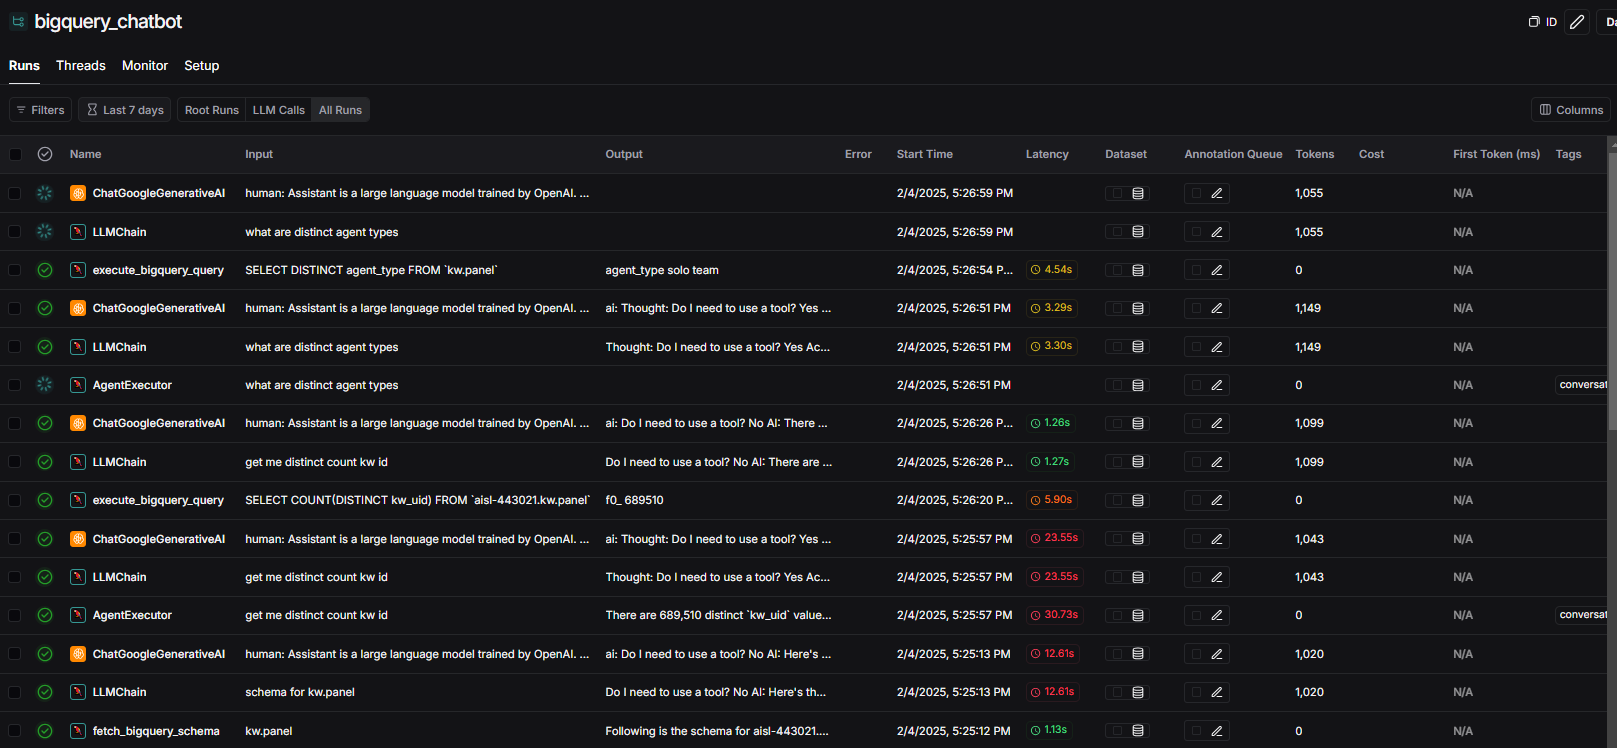 bigquery_chatbot ID Da
Runs Threads Monitor Setup
Filters Last 7 days Root Runs LLM Calls All Runs Columns
Name Input Output Error Start Time Latency Dataset Annotation Queue Tokens Cost First Token (ms) Tags
ChatGoogleGenerativeAI human: Assistant is a large language model trained by OpenAI. ... 2/4/2025, 5:26:59 PM 1,055 N/A
LLMChain what are distinct agent types 2/4/2025, 5:26:59 PM 1,055 N/A
execute_bigquery_query SELECT DISTINCT agent_type FROM `kw.panel` agent_type solo team 2/4/2025, 5:26:54 P... 4.54s 0 N/A
ChatGoogleGenerativeAI human: Assistant is a large language model trained by OpenAI. ... ai: Thought: Do I need to use a tool? Yes ... 2/4/2025, 5:26:51 PM 3.29s 1,149 N/A
LLMChain what are distinct agent types Thought: Do I need to use a tool? Yes Ac... 2/4/2025, 5:26:51 PM 3.30s 1,149 N/A
AgentExecutor what are distinct agent types 2/4/2025, 5:26:51 PM 0 N/A conversat
ChatGoogleGenerativeAI human: Assistant is a large language model trained by OpenAI. ... ai: Do I need to use a tool? No AI: There ... 2/4/2025, 5:26:26 P... 1.26s 1,099 N/A
LLMChain get me distinct count kw id Do I need to use a tool? No AI: There are ... 2/4/2025, 5:26:26 P... 1.27s 1,099 N/A
execute_bigquery_query SELECT COUNT(DISTINCT kw_uid) FROM `aisl-443021.kw.panel` f0_ 689510 2/4/2025, 5:26:20 P... 5.90s 0 N/A
ChatGoogleGenerativeAI human: Assistant is a large language model trained by OpenAI. ... ai: Thought: Do I need to use a tool? Yes ... 2/4/2025, 5:25:57 PM 23.55s 1,043 N/A
LLMChain get me distinct count kw id Thought: Do I need to use a tool? Yes Ac... 2/4/2025, 5:25:57 PM 23.55s 1,043 N/A
AgentExecutor get me distinct count kw id There are 689,510 distinct `kw_uid` value... 2/4/2025, 5:25:57 PM 30.73s 0 N/A conversat
ChatGoogleGenerativeAI human: Assistant is a large language model trained by OpenAI. ... ai: Do I need to use a tool? No AI: Here's ... 2/4/2025, 5:25:13 PM 12.61s 1,020 N/A
LLMChain schema for kw.panel Do I need to use a tool? No AI: Here's th... 2/4/2025, 5:25:13 PM 12.61s 1,020 N/A
fetch_bigquery_schema kw.panel Following is the schema for aisl-443021.... 2/4/2025, 5:25:12 PM 1.13s 0 N/A